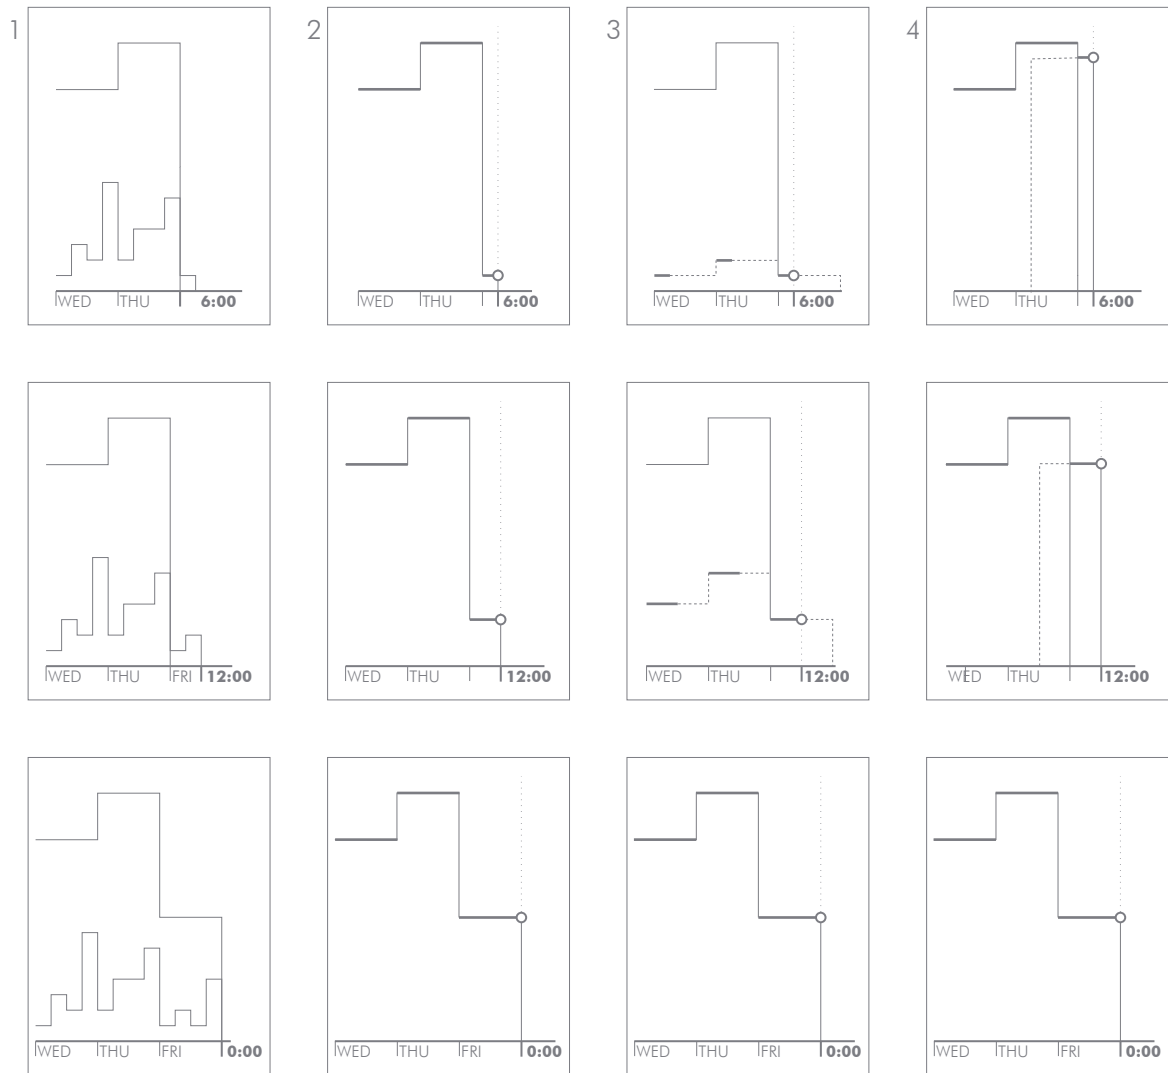 1 2 3 4
WED THU 6:00 WED THU 6:00 WED THU 6:00 WED THU 6:00
WED THU FRI 12:00 WED THU 12:00 WED THU 12:00 WED THU 12:00
WED THU FRI 0:00 WED THU FRI 0:00 WED THU FRI 0:00 WED THU FRI 0:00